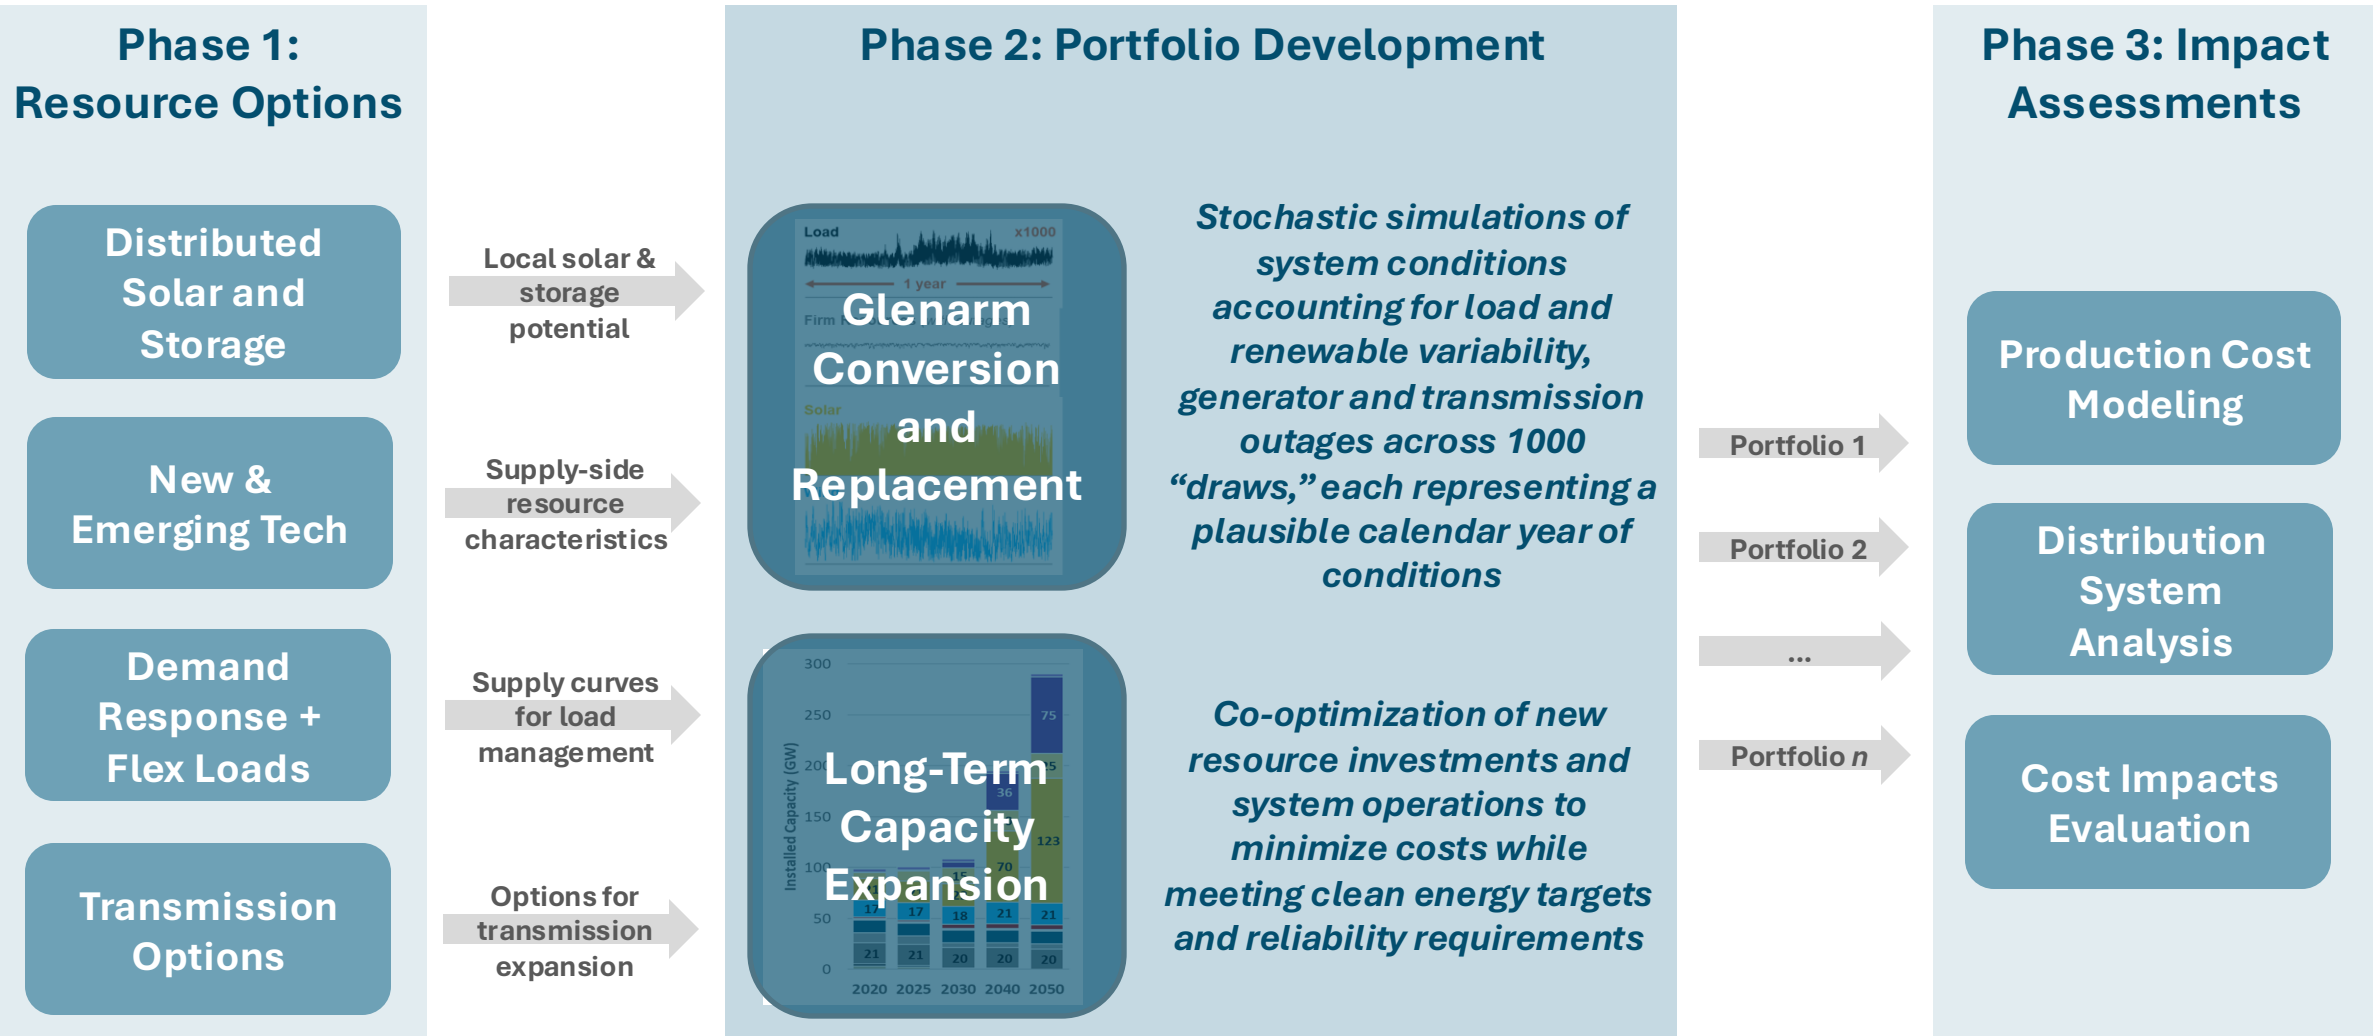 Phase 1:
Resource Options
Distributed
Solar and
Storage
New &
Emerging Tech
Demand
Response +
Flex Loads
Transmission
Options
Local solar &
storage
potential
Supply-side
resource
characteristics
Supply curves
for load
management
Options for
transmission
expansion
Phase 2: Portfolio Development
Load x1000
1 year
Firm
Solar
Glenarm
Conversion
and
Replacement
Stochastic simulations of
system conditions
accounting for load and
renewable variability,
generator and transmission
outages across 1000
“draws,” each representing a
plausible calendar year of
conditions
Long-Term
Capacity
Expansion
Installed Capacity (GW)
300
250
200
150
100
50
0
75
36
123
70
15
17 17 18 21 21
21 21 20 20 20
2020 2025 2030 2040 2050
Co-optimization of new
resource investments and
system operations to
minimize costs while
meeting clean energy targets
and reliability requirements
Portfolio 1
Portfolio 2
...
Portfolio n
Phase 3: Impact
Assessments
Production Cost
Modeling
Distribution
System
Analysis
Cost Impacts
Evaluation